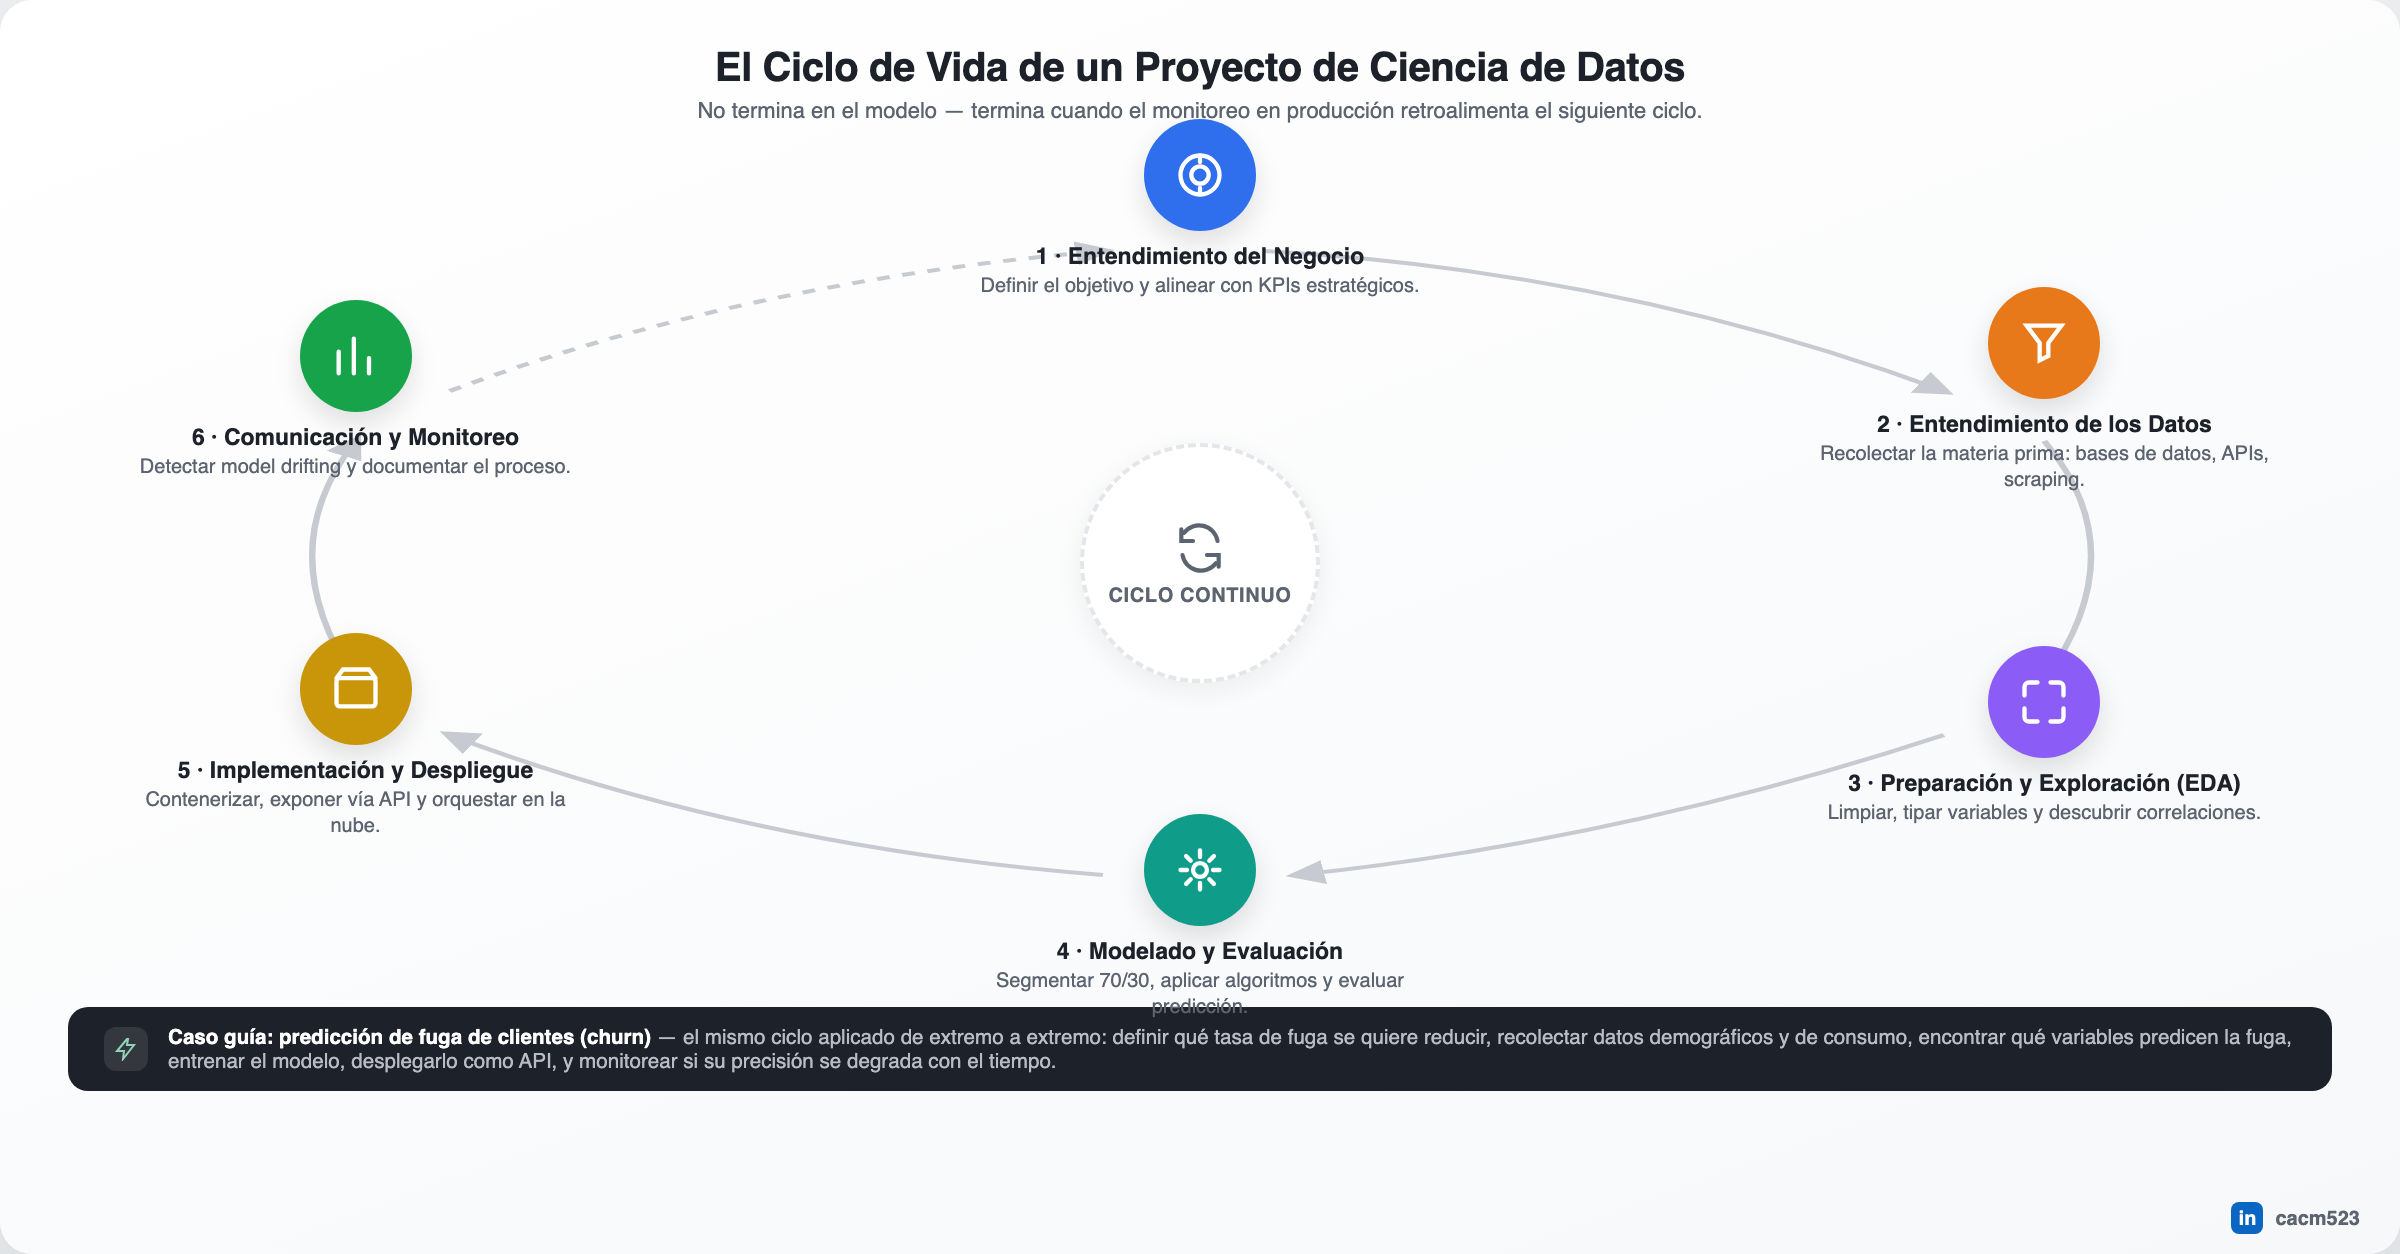 El Ciclo de Vida de un Proyecto de Ciencia de Datos
No termina en el modelo — termina cuando el monitoreo en producción retroalimenta el siguiente ciclo.
1 · Entendimiento del Negocio
Definir el objetivo y alinear con KPIs estratégicos.
2 · Entendimiento de los Datos
Recolectar la materia prima: bases de datos, APIs,
scraping.
3 · Preparación y Exploración (EDA)
Limpiar, tipar variables y descubrir correlaciones.
4 · Modelado y Evaluación
Segmentar 70/30, aplicar algoritmos y evaluar
predicción.
5 · Implementación y Despliegue
Contenerizar, exponer vía API y orquestar en la
nube.
6 · Comunicación y Monitoreo
Detectar model drifting y documentar el proceso.
CICLO CONTINUO
Caso guía: predicción de fuga de clientes (churn) — el mismo ciclo aplicado de extremo a extremo: definir qué tasa de fuga se quiere reducir, recolectar datos demográficos y de consumo, encontrar qué variables predicen la fuga,
entrenar el modelo, desplegarlo como API, y monitorear si su precisión se degrada con el tiempo.
in cacm523